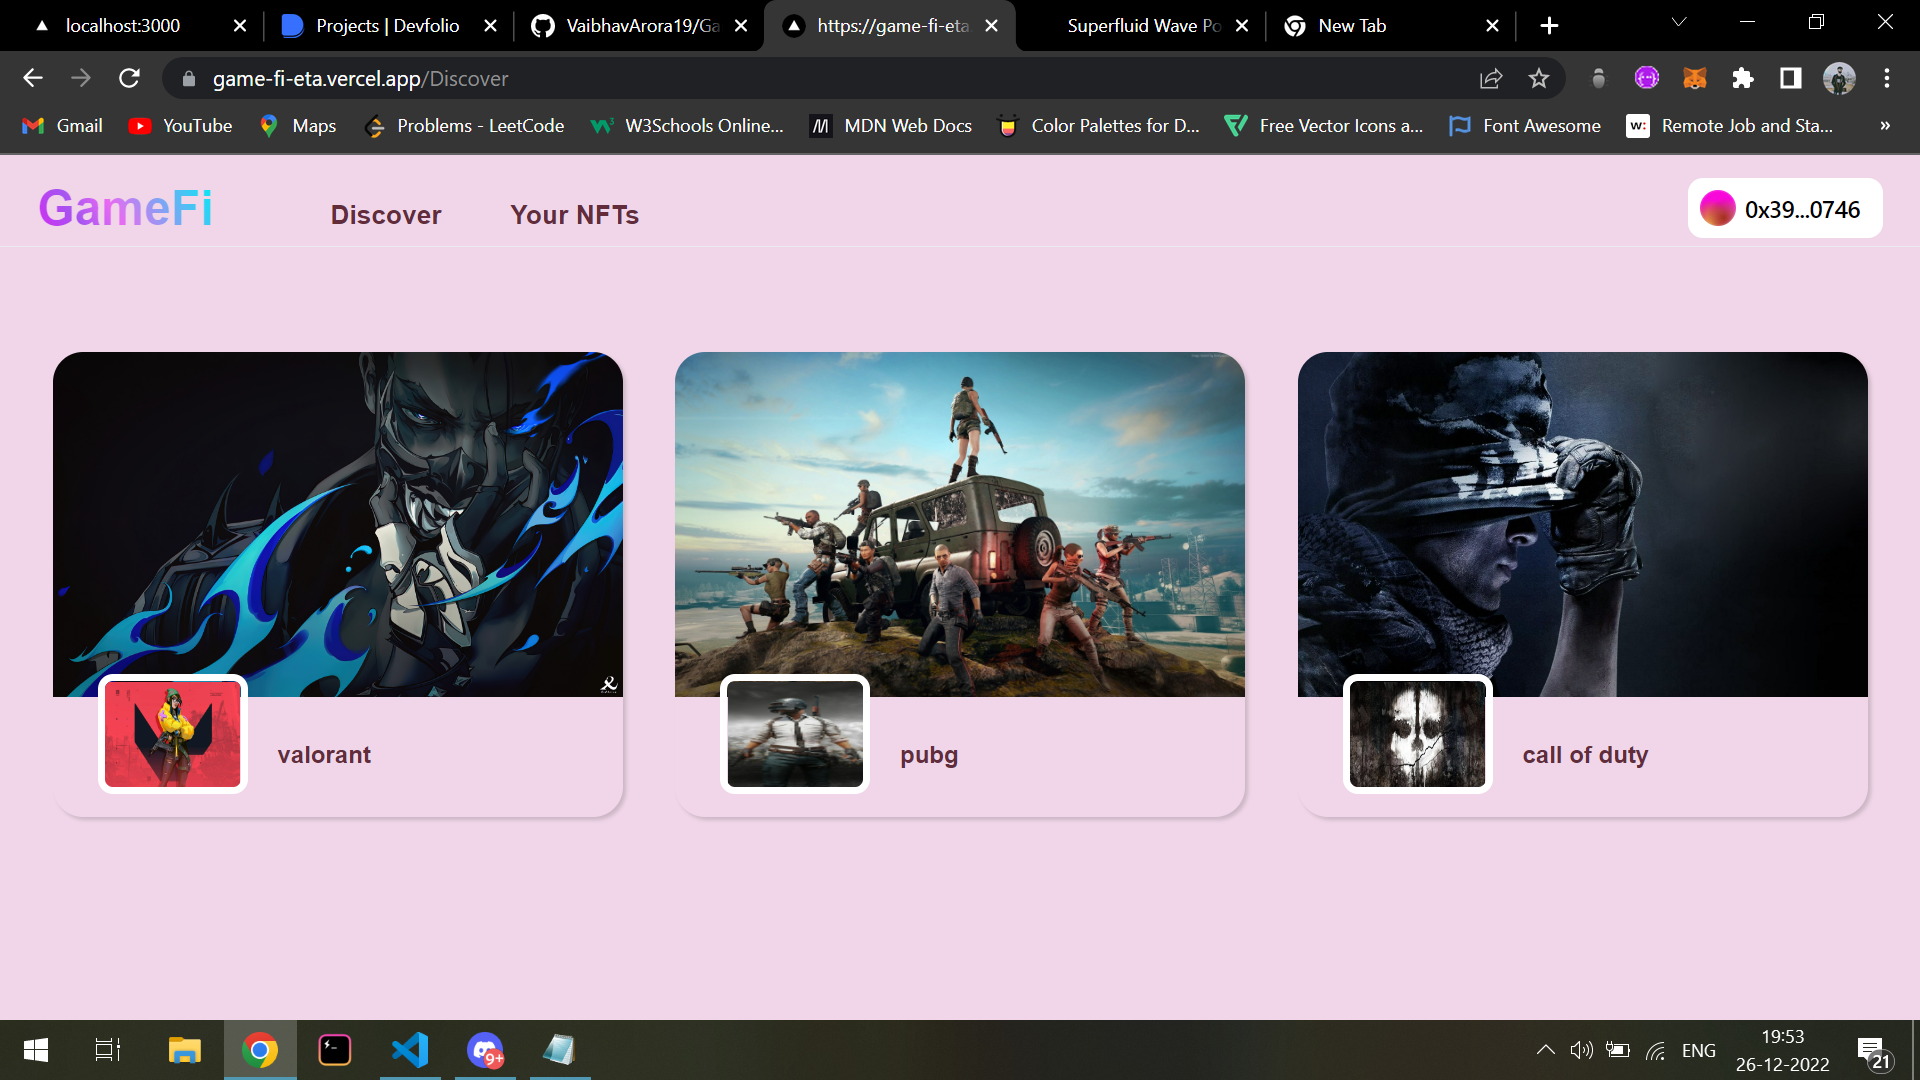 localhost:3000
Projects | Devfolio
VaibhavArora19/Ga
https://game-fi-eta.
Superfluid Wave Po
New Tab
game-fi-eta.vercel.app/Discover
Gmail
YouTube
Maps
Problems - LeetCode
W3Schools Online...
MDN Web Docs
Color Palettes for D...
Free Vector Icons a...
Font Awesome
w:
Remote Job and Sta...
»
GameFi
Discover
Your NFTs
0x39...0746
valorant
pubg
call of duty
9+
ENG
19:53
26-12-2022
21